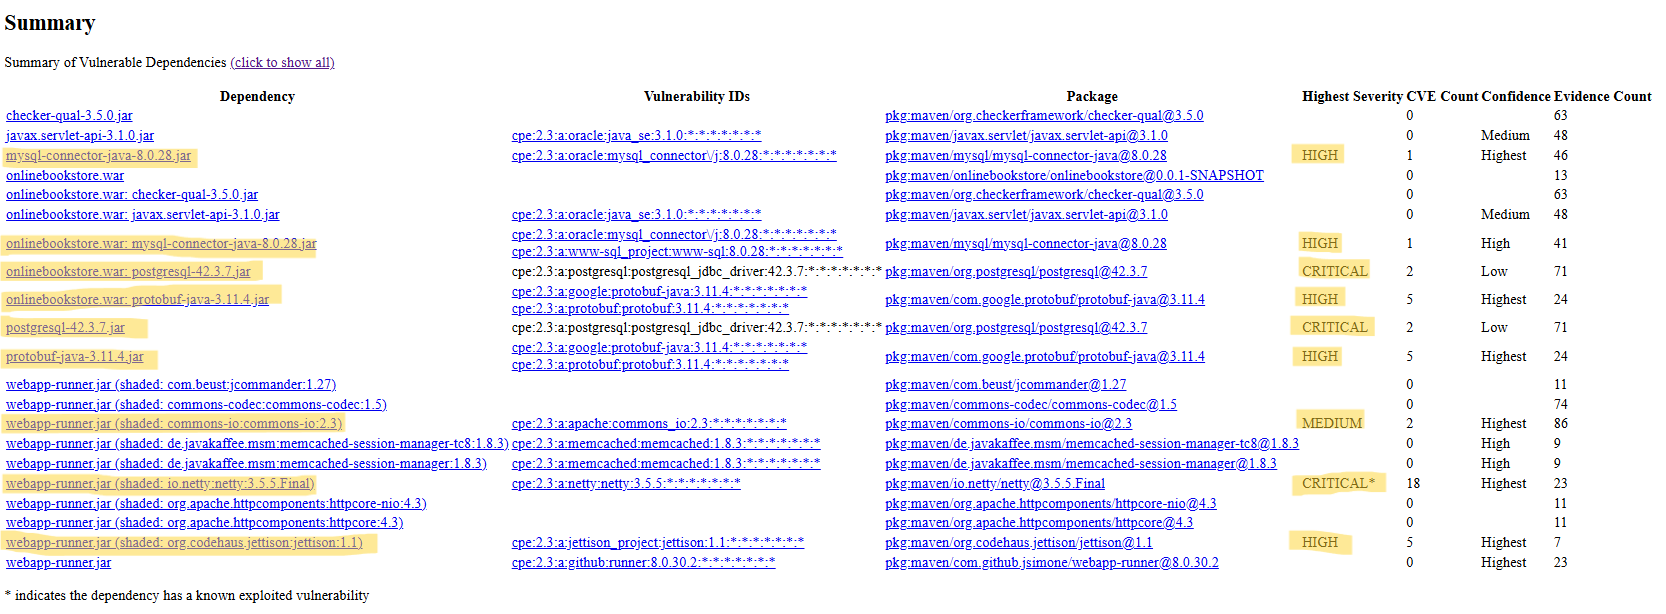 Summary
Summary of Vulnerable Dependencies (click to show all)
Dependency Vulnerability IDs Package Highest Severity CVE Count Confidence Evidence Count
checker-qual-3.5.0.jar pkg:maven/org.checkerframework/checker-qual@3.5.0 0 63
javax.servlet-api-3.1.0.jar cpe:2.3:a:oracle:java_se:3.1.0:*:*:*:*:*:*:* pkg:maven/javax.servlet/javax.servlet-api@3.1.0 0 Medium 48
mysql-connector-java-8.0.28.jar cpe:2.3:a:oracle:mysql_connector\/j:8.0.28:*:*:*:*:*:*:* pkg:maven/mysql/mysql-connector-java@8.0.28 HIGH 1 Highest 46
onlinebookstore.war pkg:maven/onlinebookstore/onlinebookstore@0.0.1-SNAPSHOT 0 13
onlinebookstore.war: checker-qual-3.5.0.jar pkg:maven/org.checkerframework/checker-qual@3.5.0 0 63
onlinebookstore.war: javax.servlet-api-3.1.0.jar cpe:2.3:a:oracle:java_se:3.1.0:*:*:*:*:*:*:* pkg:maven/javax.servlet/javax.servlet-api@3.1.0 0 Medium 48
onlinebookstore.war: mysql-connector-java-8.0.28.jar cpe:2.3:a:oracle:mysql_connector\/j:8.0.28:*:*:*:*:*:*:* pkg:maven/mysql/mysql-connector-java@8.0.28 HIGH 1 High 41
cpe:2.3:a:www-sql_project:www-sql:8.0.28:*:*:*:*:*:*:*
onlinebookstore.war: postgresql-42.3.7.jar cpe:2.3:a:postgresql:postgresql_jdbc_driver:42.3.7:*:*:*:*:*:*:* pkg:maven/org.postgresql/postgresql@42.3.7 CRITICAL 2 Low 71
onlinebookstore.war: protobuf-java-3.11.4.jar cpe:2.3:a:google:protobuf-java:3.11.4:*:*:*:*:*:*:* pkg:maven/com.google.protobuf/protobuf-java@3.11.4 HIGH 5 Highest 24
cpe:2.3:a:protobuf:protobuf:3.11.4:*:*:*:*:*:*:*
postgresql-42.3.7.jar cpe:2.3:a:postgresql:postgresql_jdbc_driver:42.3.7:*:*:*:*:*:*:* pkg:maven/org.postgresql/postgresql@42.3.7 CRITICAL 2 Low 71
protobuf-java-3.11.4.jar cpe:2.3:a:google:protobuf-java:3.11.4:*:*:*:*:*:*:* pkg:maven/com.google.protobuf/protobuf-java@3.11.4 HIGH 5 Highest 24
cpe:2.3:a:protobuf:protobuf:3.11.4:*:*:*:*:*:*:*
webapp-runner.jar (shaded: com.beust:jcommander:1.27) pkg:maven/com.beust/jcommander@1.27 0 11
webapp-runner.jar (shaded: commons-codec:commons-codec:1.5) pkg:maven/commons-codec/commons-codec@1.5 0 74
webapp-runner.jar (shaded: commons-io:commons-io:2.3) cpe:2.3:a:apache:commons_io:2.3:*:*:*:*:*:*:* pkg:maven/commons-io/commons-io@2.3 MEDIUM 2 Highest 86
webapp-runner.jar (shaded: de.javakaffee.msm:memcached-session-manager-tc8:1.8.3) cpe:2.3:a:memcached:memcached:1.8.3:*:*:*:*:*:*:* pkg:maven/de.javakaffee.msm/memcached-session-manager-tc8@1.8.3 0 High 9
webapp-runner.jar (shaded: de.javakaffee.msm:memcached-session-manager:1.8.3) cpe:2.3:a:memcached:memcached:1.8.3:*:*:*:*:*:*:* pkg:maven/de.javakaffee.msm/memcached-session-manager@1.8.3 0 High 9
webapp-runner.jar (shaded: io.netty:netty:3.5.5.Final) cpe:2.3:a:netty:netty:3.5.5:*:*:*:*:*:*:* pkg:maven/io.netty/netty@3.5.5.Final CRITICAL* 18 Highest 23
webapp-runner.jar (shaded: org.apache.httpcomponents:httpcore-nio:4.3) pkg:maven/org.apache.httpcomponents/httpcore-nio@4.3 0 11
webapp-runner.jar (shaded: org.apache.httpcomponents:httpcore:4.3) pkg:maven/org.apache.httpcomponents/httpcore@4.3 0 11
webapp-runner.jar (shaded: org.codehaus.jettison:jettison:1.1) cpe:2.3:a:jettison_project:jettison:1.1:*:*:*:*:*:*:* pkg:maven/org.codehaus.jettison/jettison@1.1 HIGH 5 Highest 7
webapp-runner.jar cpe:2.3:a:github:runner:8.0.30.2:*:*:*:*:*:*:* pkg:maven/com.github.jsimone/webapp-runner@8.0.30.2 0 Highest 23
* indicates the dependency has a known exploited vulnerability